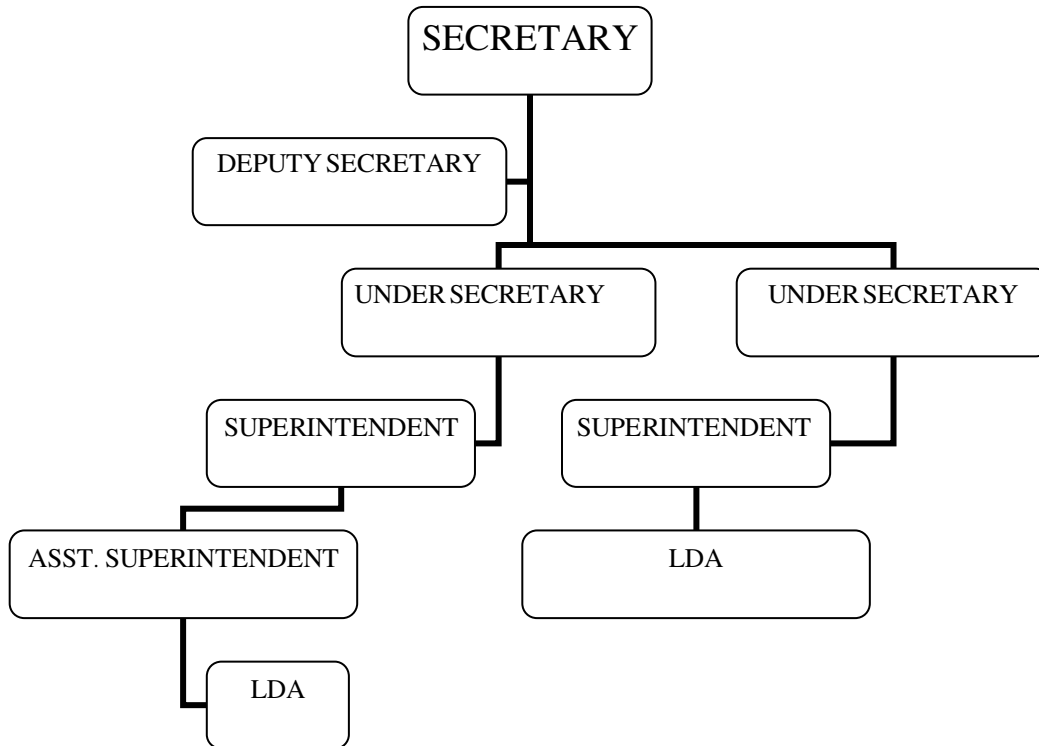 SECRETARY
DEPUTY SECRETARY
UNDER SECRETARY
UNDER SECRETARY
SUPERINTENDENT
SUPERINTENDENT
ASST. SUPERINTENDENT
LDA
LDA